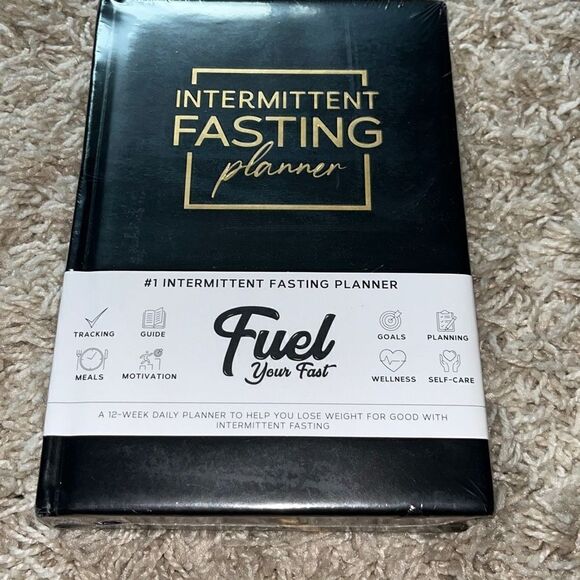 INTERMITTENT
FASTING
planner
#1 INTERMITTENT FASTING PLANNER
TRACKING
GUIDE
MEALS
MOTIVATION
Fuel
Your Fast
GOALS
PLANNING
WELLNESS
SELF-CARE
A 12-WEEK DAILY PLANNER TO HELP YOU LOSE WEIGHT FOR GOOD WITH
INTERMITTENT FASTING